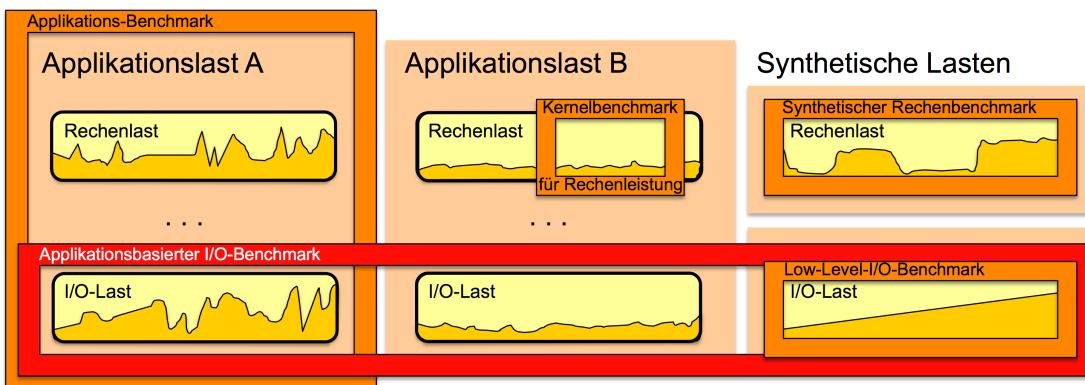 Applikations-Benchmark
Applikationslast A
Rechenlast
. . .
Applikationslast B
Rechenlast
Kernelbenchmark
für Rechenleistung
. . .
Synthetische Lasten
Synthetischer Rechenbenchmark
Rechenlast
Applikationsbasierter I/O-Benchmark
I/O-Last
I/O-Last
Low-Level-I/O-Benchmark
I/O-Last